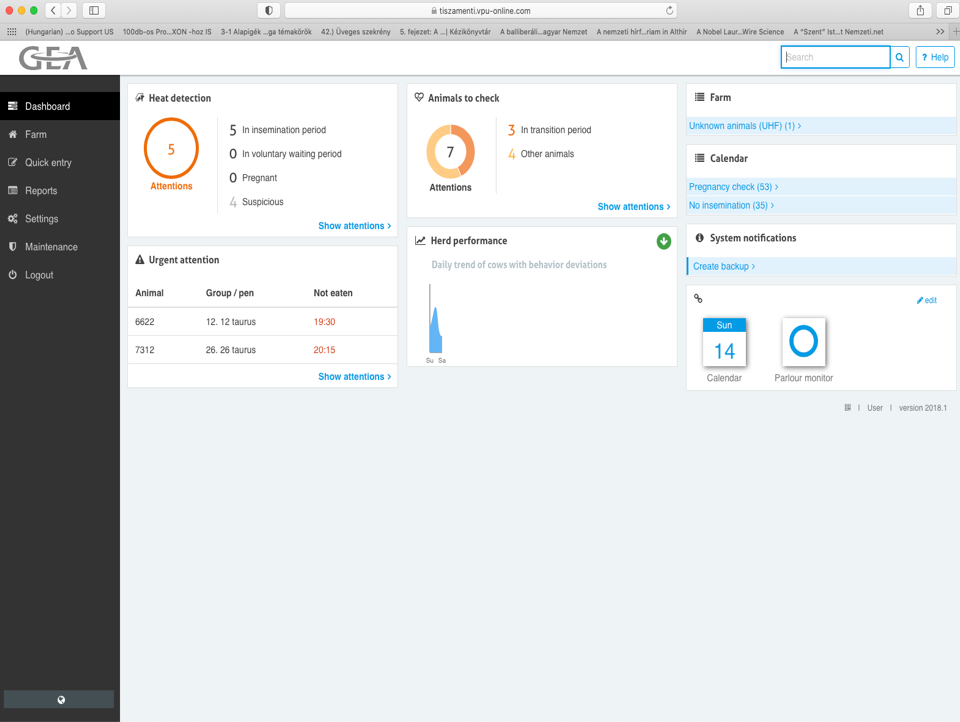 tiszamenti.vpu-online.com
(Hungarian) ...o Support US
100db-os Pro...XON -hoz IS
3-1 Alapigék ...ga témakörök
42.) Üveges szekrény
5. fejezet: A ...| Kézikönyvtár
A balliberáli...agyar Nemzet
A nemzeti hírf...riam in Althir
A Nobel Laur...Wire Science
A "Szent" Ist...t Nemzeti.net
GEA
Search
? Help
Dashboard
Farm
Quick entry
Reports
Settings
Maintenance
Logout
Heat detection
5
Attentions
5 In insemination period
0 In voluntary waiting period
0 Pregnant
4 Suspicious
Show attentions >
Urgent attention
Animal Group / pen Not eaten
6622 12. 12 taurus 19:30
7312 26. 26 taurus 20:15
Show attentions >
Animals to check
7
Attentions
3 In transition period
4 Other animals
Show attentions >
Herd performance
Daily trend of cows with behavior deviations
Su Sa
Farm
Unknown animals (UHF) (1) >
Calendar
Pregnancy check (53) >
No insemination (35) >
System notifications
Create backup >
edit
Sun
14
Calendar
Parlour monitor
| User | version 2018.1